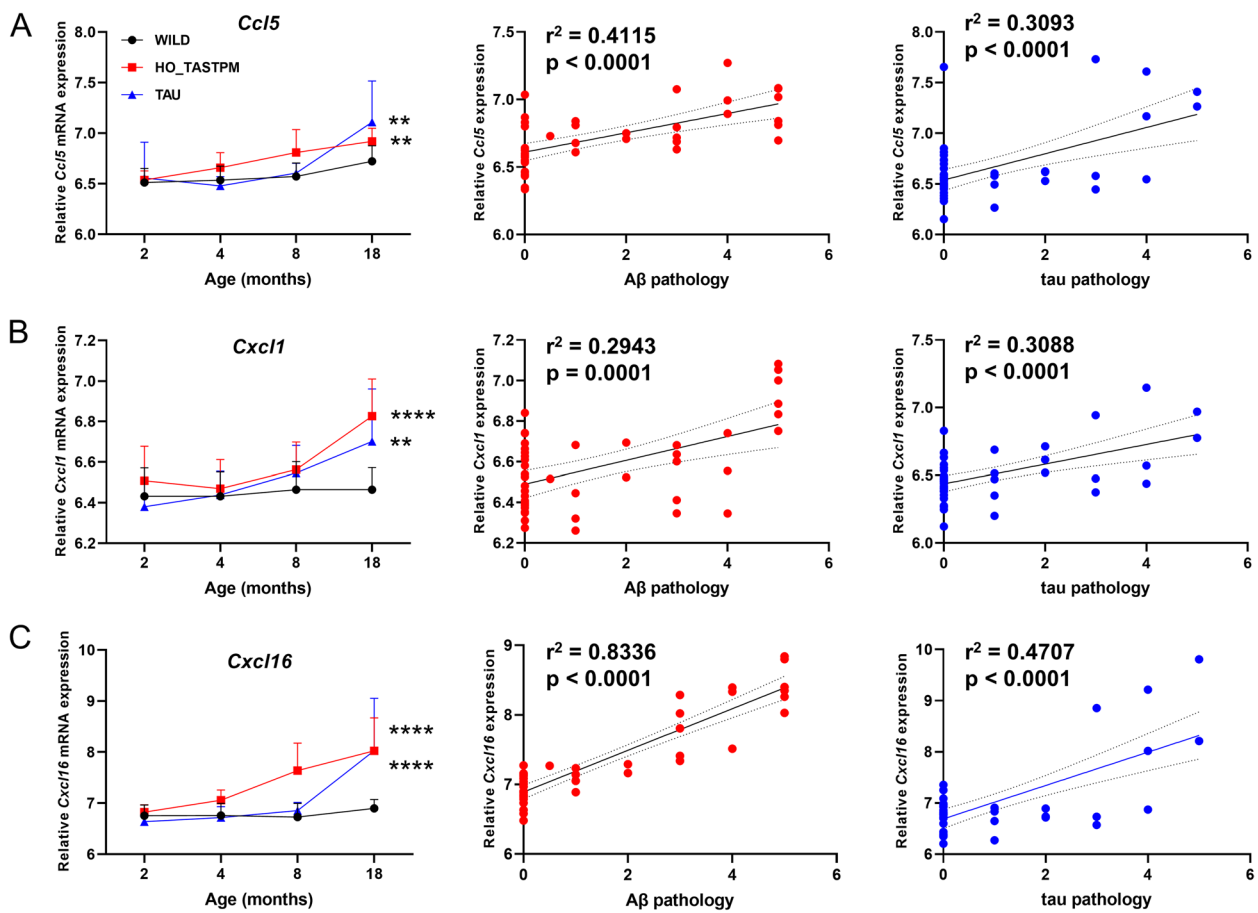 A
Ccl5
WILD
HO_TASTPM
TAU
Relative Ccl5 mRNA expression
8.0
7.5
7.0
6.5
6.0
**
**
2 4 8 18
Age (months)
r² = 0.4115
p < 0.0001
Relative Ccl5 expression
7.5
7.0
6.5
6.0
0 2 4 6
Aβ pathology
r² = 0.3093
p < 0.0001
Relative Ccl5 expression
8.0
7.5
7.0
6.5
6.0
0 2 4 6
tau pathology
B
Cxcl1
Relative Cxcl1 mRNA expression
7.2
7.0
6.8
6.6
6.4
6.2
****
**
2 4 8 18
Age (months)
r² = 0.2943
p = 0.0001
Relative Cxcl1 expression
7.2
7.0
6.8
6.6
6.4
6.2
0 2 4 6
Aβ pathology
r² = 0.3088
p < 0.0001
Relative Cxcl1 expression
7.5
7.0
6.5
6.0
0 2 4 6
tau pathology
C
Cxcl16
Relative Cxcl16 mRNA expression
10
9
8
7
6
****
****
2 4 8 18
Age (months)
r² = 0.8336
p < 0.0001
Relative Cxcl16 expression
9
8
7
6
0 2 4 6
Aβ pathology
r² = 0.4707
p < 0.0001
Relative Cxcl16 expression
10
9
8
7
6
0 2 4 6
tau pathology